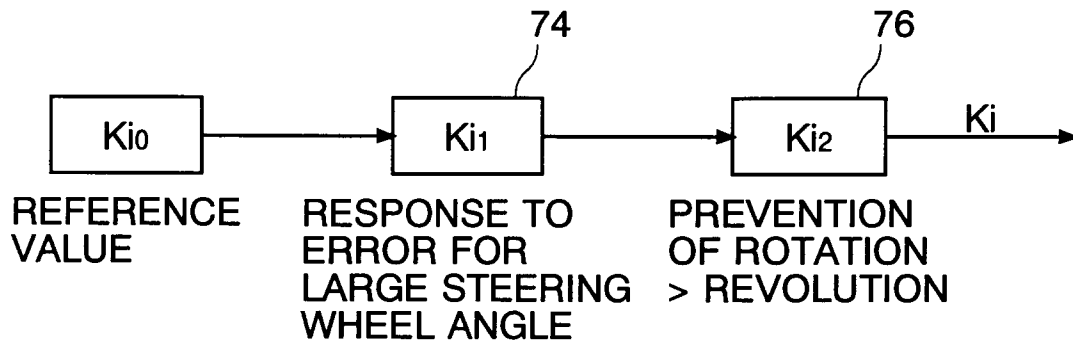 74
76
Ki0
Ki1
Ki2
Ki
REFERENCE
VALUE
RESPONSE TO
ERROR FOR
LARGE STEERING
WHEEL ANGLE
PREVENTION
OF ROTATION
> REVOLUTION